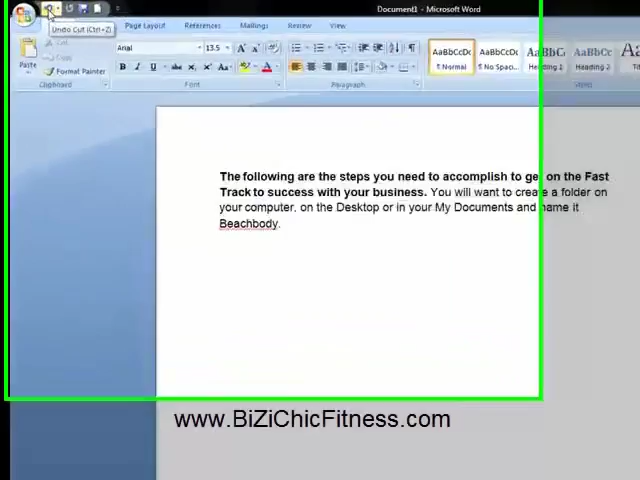 Document1 - Microsoft Word
Undo Cut (Ctrl+Z)
Page Layout
References
Mailings
Review
View
Paste
Cut
Copy
Format Painter
Clipboard
Arial
13.5
Font
Paragraph
AaBbCcDc
AaBbCcDc
AaBbC
AaBbCc
¶ Normal
¶ No Spaci...
Heading 1
Heading 2
The following are the steps you need to accomplish to get on the Fast
Track to success with your business. You will want to create a folder on
your computer, on the Desktop or in your My Documents and name it
Beachbody.
www.BiZiChicFitness.com